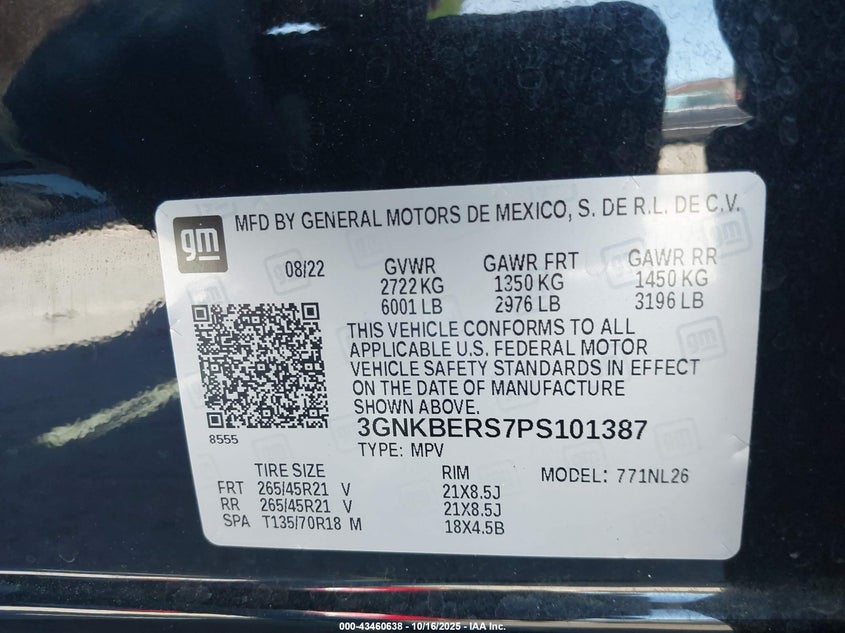 gm
MFD BY GENERAL MOTORS DE MEXICO, S. DE R.L. DE C.V.
08/22 GVWR GAWR FRT GAWR RR
2722 KG 1350 KG 1450 KG
6001 LB 2976 LB 3196 LB
THIS VEHICLE CONFORMS TO ALL
APPLICABLE U.S. FEDERAL MOTOR
VEHICLE SAFETY STANDARDS IN EFFECT
ON THE DATE OF MANUFACTURE
SHOWN ABOVE.
8555
3GNKBERS7PS101387
TYPE: MPV
TIRE SIZE RIM MODEL: 771NL26
FRT 265/45R21 V 21X8.5J
RR 265/45R21 V 21X8.5J
SPA T135/70R18 M 18X4.5B
000-43460638 - 10/16/2025 - IAA Inc.